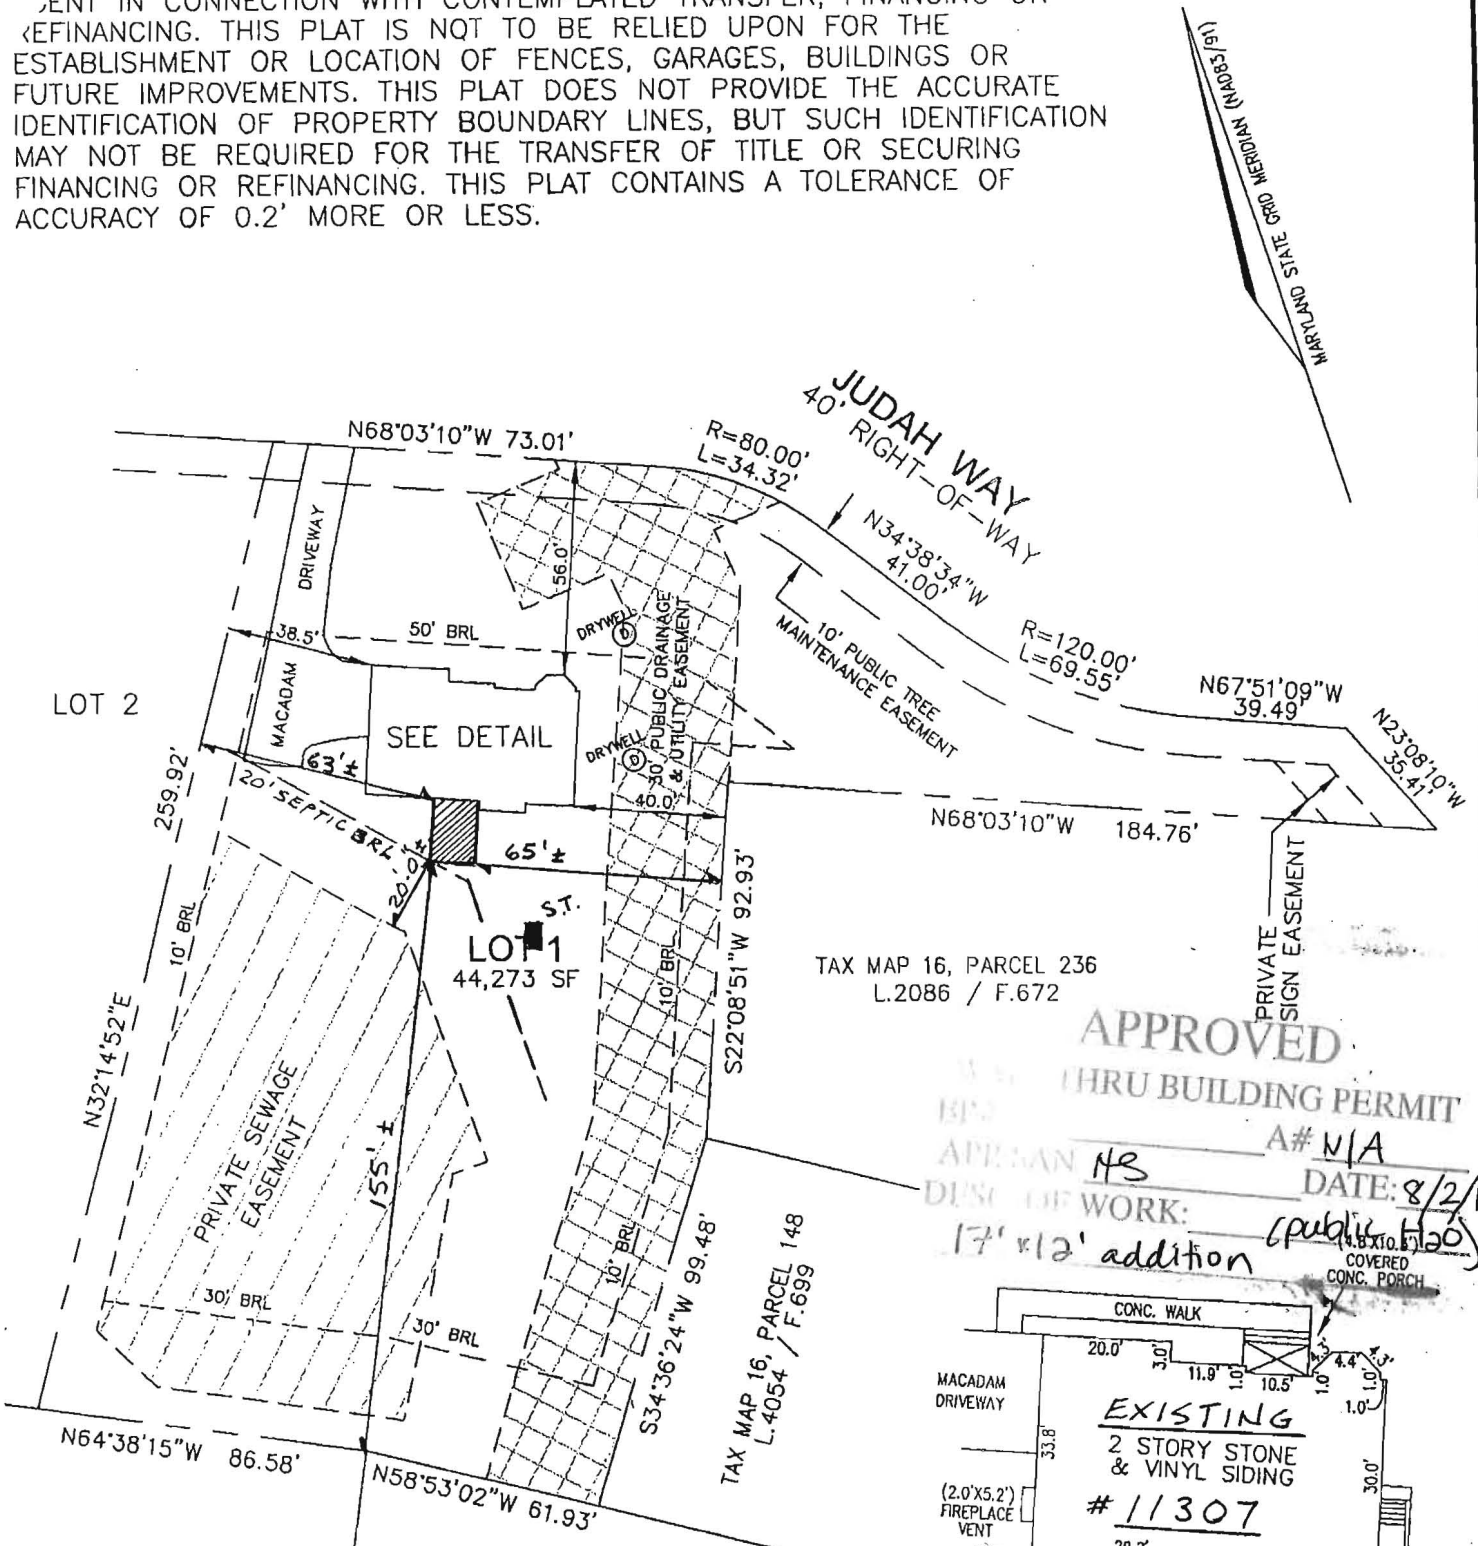 IN CONNECTION WITH CONTEMPLATED TRANSFER, FINANCING OR
REFINANCING. THIS PLAT IS NOT TO BE RELIED UPON FOR THE
ESTABLISHMENT OR LOCATION OF FENCES, GARAGES, BUILDINGS OR
FUTURE IMPROVEMENTS. THIS PLAT DOES NOT PROVIDE THE ACCURATE
IDENTIFICATION OF PROPERTY BOUNDARY LINES, BUT SUCH IDENTIFICATION
MAY NOT BE REQUIRED FOR THE TRANSFER OF TITLE OR SECURING
FINANCING OR REFINANCING. THIS PLAT CONTAINS A TOLERANCE OF
ACCURACY OF 0.2' MORE OR LESS.
MARYLAND STATE GRID MERIDIAN (NAD83/91)
JUDAH WAY
40' RIGHT-OF-WAY
N68°03'10"W 73.01'
R=80.00'
L=34.32'
N34°38'34"W
41.00'
R=120.00'
L=69.55'
N67°51'09"W
39.49'
N23°08'10"W
35.41'
DRIVEWAY
56.0'
DRYWELL
D
30' PUBLIC DRAINAGE
& UTILITY EASEMENT
10' PUBLIC TREE
MAINTENANCE EASEMENT
38.5'
50' BRL
LOT 2
MACADAM
SEE DETAIL
DRYWELL
D
63'±
40.0'
20' SEPTIC BRL
259.92'
N68°03'10"W 184.76'
PRIVATE
SIGN EASEMENT
65'±
20.0'
S.T.
LOT 1
44,273 SF
10' BRL
10' BRL
S22°08'51"W 92.93'
TAX MAP 16, PARCEL 236
L.2086 / F.672
N32°14'52"E
PRIVATE SEWAGE
EASEMENT
155'±
APPROVED
THRU BUILDING PERMIT
A# N/A
HS DATE: 8/2/
WORK: (public H20)
17' x 12' addition
(4.8'X10.5')
COVERED
CONC. PORCH
10' BRL
S34°36'24"W 99.48'
TAX MAP 16, PARCEL 148
L.4054 / F.699
30' BRL
30' BRL
N64°38'15"W 86.58'
N58°53'02"W 61.93'
CONC. WALK
20.0'
3.0'
11.9'
1.0'
10.5'
1.0'
4.3'
4.4'
4.3'
1.0'
1.0'
MACADAM
DRIVEWAY
33.8'
EXISTING
2 STORY STONE
& VINYL SIDING
# 11307
30.0'
(2.0'X5.2')
FIREPLACE
VENT